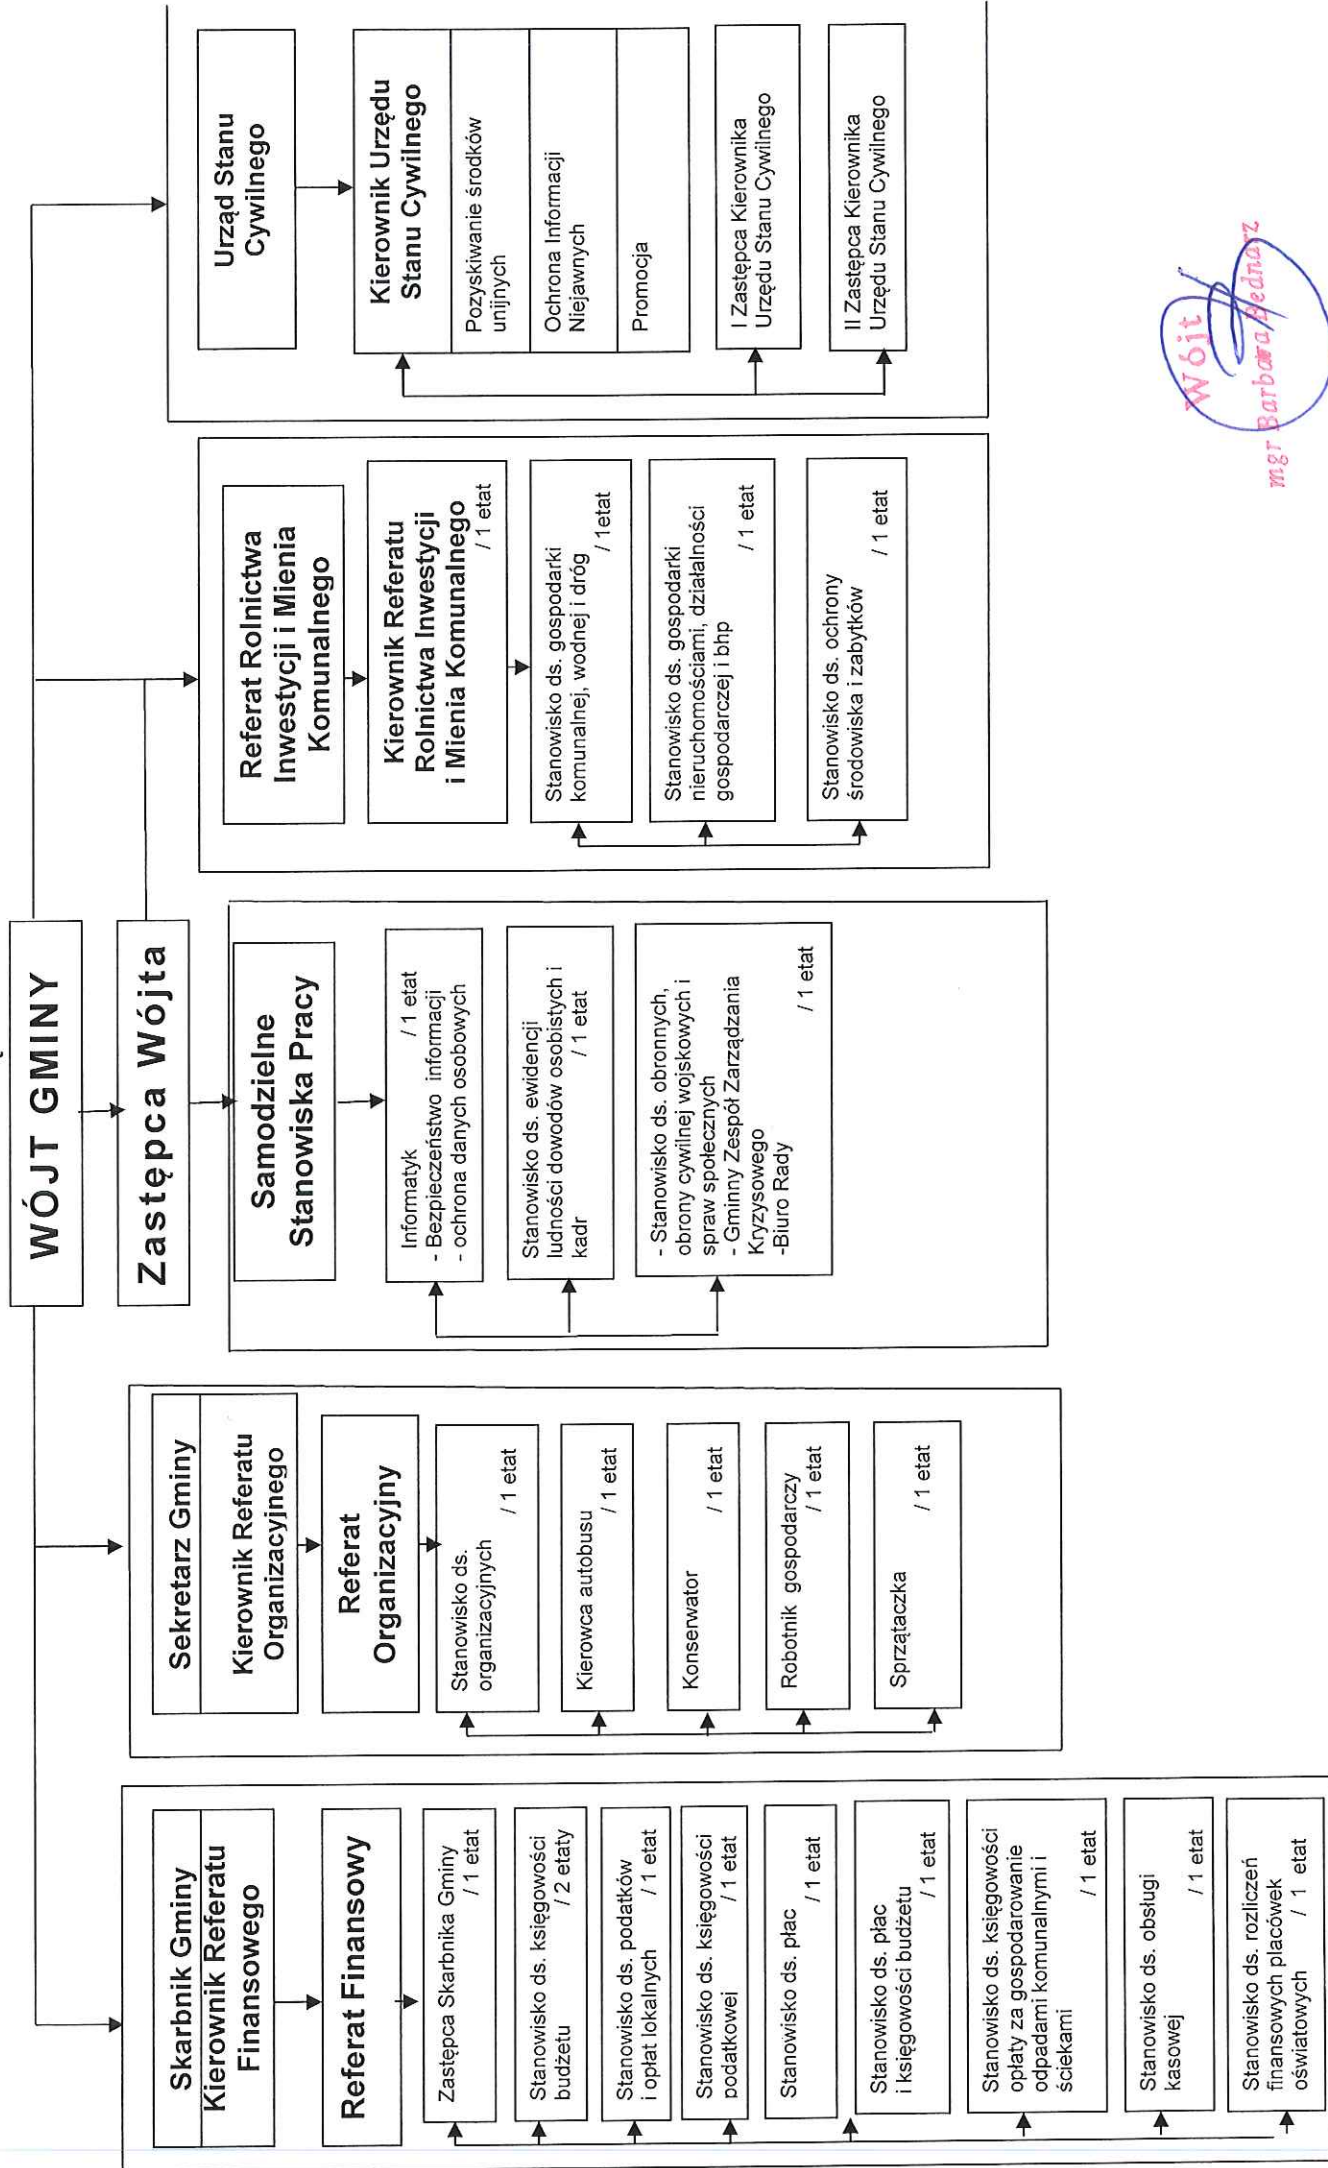 WÓJT GMINY
Zastępca Wójta
Skarbnik Gminy
Kierownik Referatu
Finansowego
Referat Finansowy
Zastępca Skarbnika Gminy
/ 1 etat
Stanowisko ds. księgowości
budżetu / 2 etaty
Stanowisko ds. podatków
i opłat lokalnych / 1 etat
Stanowisko ds. księgowości
podatkowej / 1 etat
Stanowisko ds. płac / 1 etat
Stanowisko ds. płac
i księgowości budżetu
/ 1 etat
Stanowisko ds. księgowości
opłaty za gospodarowanie
odpadami komunalnymi i
ściekami / 1 etat
Stanowisko ds. obsługi
kasowej / 1 etat
Stanowisko ds. rozliczeń
finansowych placówek
oświatowych / 1 etat
Sekretarz Gminy
Kierownik Referatu
Organizacyjnego
Referat
Organizacyjny
Stanowisko ds.
organizacyjnych
/ 1 etat
Kierowca autobusu
/ 1 etat
Konserwator
/ 1 etat
Robotnik gospodarczy
/ 1 etat
Sprzątaczka
/ 1 etat
Samodzielne
Stanowiska Pracy
Informatyk / 1 etat
- Bezpieczeństwo informacji
- ochrona danych osobowych
Stanowisko ds. ewidencji
ludności dowodów osobistych i
kadr / 1 etat
- Stanowisko ds. obronnych,
obrony cywilnej wojskowych i
spraw społecznych
- Gminny Zespół Zarządzania
Kryzysowego
-Biuro Rady
/ 1 etat
Referat Rolnictwa
Inwestycji i Mienia
Komunalnego
Kierownik Referatu
Rolnictwa Inwestycji
i Mienia Komunalnego
/ 1 etat
Stanowisko ds. gospodarki
komunalnej, wodnej i dróg
/ 1etat
Stanowisko ds. gospodarki
nieruchomościami, działalności
gospodarczej i bhp
/ 1 etat
Stanowisko ds. ochrony
środowiska i zabytków
/ 1 etat
Urząd Stanu
Cywilnego
Kierownik Urzędu
Stanu Cywilnego
Pozyskiwanie środków
unijnych
Ochrona Informacji
Niejawnych
Promocja
I Zastępca Kierownika
Urzędu Stanu Cywilnego
II Zastępca Kierownika
Urzędu Stanu Cywilnego
Wójt
mgr Barbara Bednarz